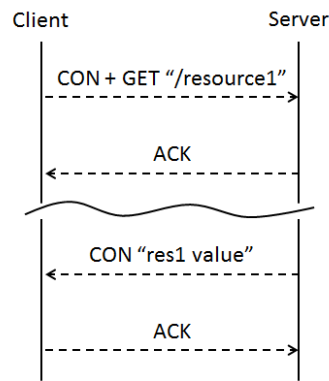 Client
Server
CON + GET “/resource1”
ACK
CON “res1 value”
ACK